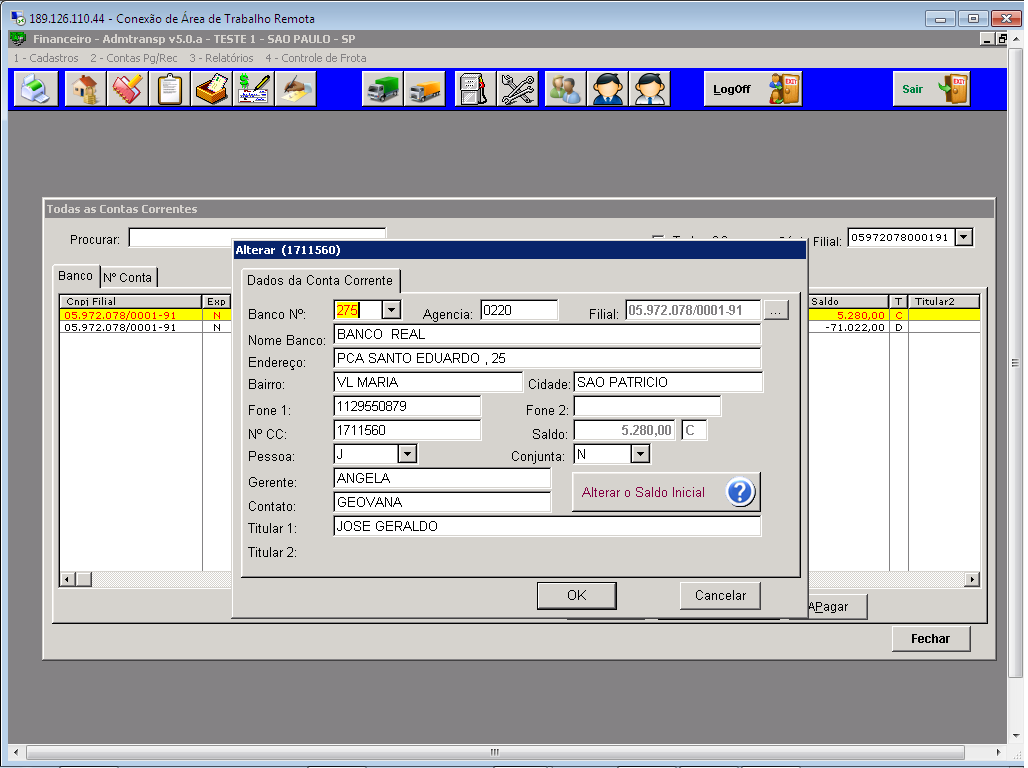 189.126.110.44 - Conexão de Área de Trabalho Remota
Financeiro - Admtransp v5.0.a - TESTE 1 - SAO PAULO - SP
1 - Cadastros 2 - Contas Pg/Rec 3 - Relatórios 4 - Controle de Frota
LogOff EXIT Sair EXIT
Todas as Contas Correntes
Procurar: Filial: 05972078000191
Banco Nº Conta
Cnpj Filial Exp Saldo T Titular2
05.972.078/0001-91 N 5.280,00 C
05.972.078/0001-91 N -71.022,00 D
Alterar (1711560)
Dados da Conta Corrente
Banco Nº: 275 Agencia: 0220 Filial: 05.972.078/0001-91 ...
Nome Banco: BANCO REAL
Endereço: PCA SANTO EDUARDO , 25
Bairro: VL MARIA Cidade: SAO PATRICIO
Fone 1: 1129550879 Fone 2:
Nº CC: 1711560 Saldo: 5.280,00 C
Pessoa: J Conjunta: N
Gerente: ANGELA
Alterar o Saldo Inicial ?
Contato: GEOVANA
Titular 1: JOSE GERALDO
Titular 2:
OK Cancelar
APagar
Fechar